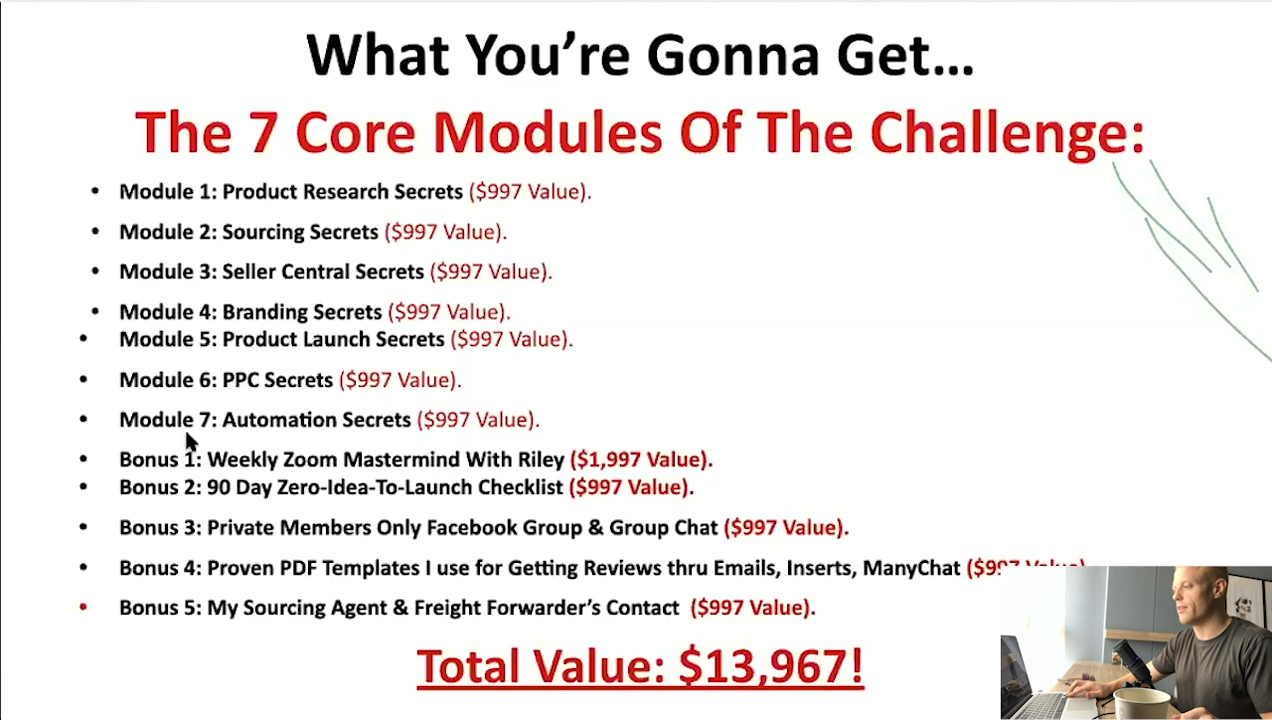 What You’re Gonna Get…
The 7 Core Modules Of The Challenge:
• Module 1: Product Research Secrets ($997 Value).
• Module 2: Sourcing Secrets ($997 Value).
• Module 3: Seller Central Secrets ($997 Value).
• Module 4: Branding Secrets ($997 Value).
• Module 5: Product Launch Secrets ($997 Value).
• Module 6: PPC Secrets ($997 Value).
• Module 7: Automation Secrets ($997 Value).
• Bonus 1: Weekly Zoom Mastermind With Riley ($1,997 Value).
• Bonus 2: 90 Day Zero-Idea-To-Launch Checklist ($997 Value).
• Bonus 3: Private Members Only Facebook Group & Group Chat ($997 Value).
• Bonus 4: Proven PDF Templates I use for Getting Reviews thru Emails, Inserts, ManyChat ($997 Value).
• Bonus 5: My Sourcing Agent & Freight Forwarder’s Contact ($997 Value).
Total Value: $13,967!